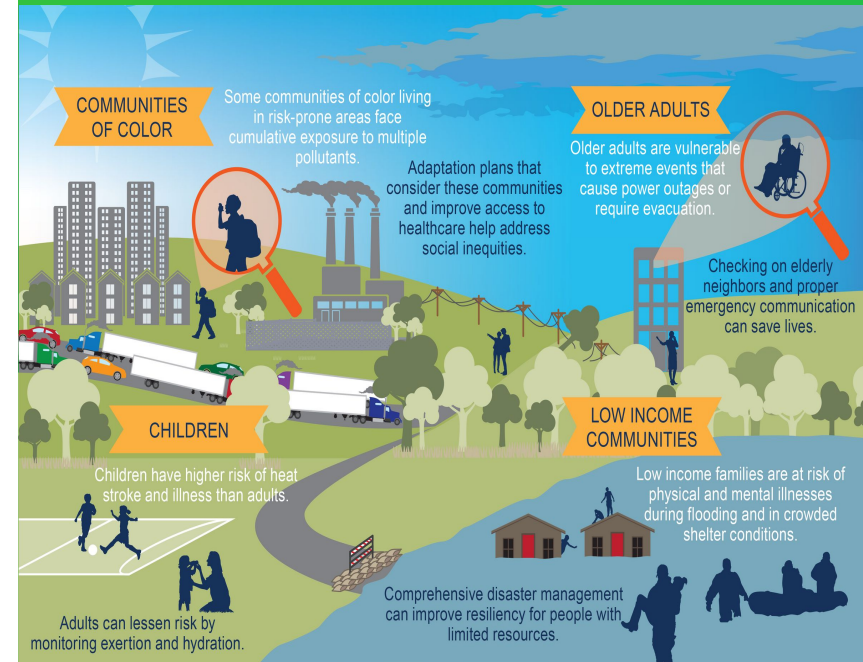 COMMUNITIES
OF COLOR
Some communities of color living
in risk-prone areas face
cumulative exposure to multiple
pollutants.
Adaptation plans that
consider these communities
and improve access to
healthcare help address
social inequities.
OLDER ADULTS
Older adults are vulnerable
to extreme events that
cause power outages or
require evacuation.
Checking on elderly
neighbors and proper
emergency communication
can save lives.
CHILDREN
Children have higher risk of heat
stroke and illness than adults.
Adults can lessen risk by
monitoring exertion and hydration.
LOW INCOME
COMMUNITIES
Low income families are at risk of
physical and mental illnesses
during flooding and in crowded
shelter conditions.
Comprehensive disaster management
can improve resiliency for people with
limited resources.